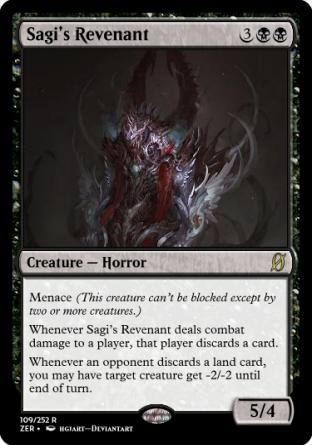 Sagi's Revenant 3
Creature — Horror
Menace (This creature can't be blocked except by
two or more creatures.)
Whenever Sagi's Revenant deals combat
damage to a player, that player discards a card.
Whenever an opponent discards a land card,
you may have target creature get -2/-2 until
end of turn.
5/4
109/252 R
ZER • HGJART—DEVIANTART